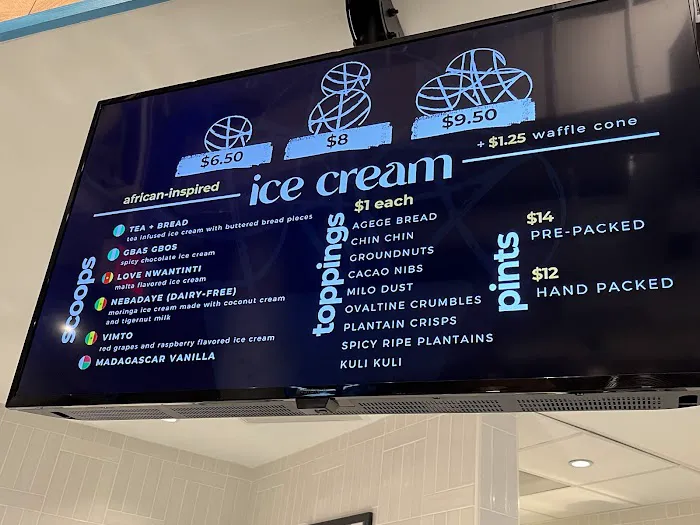 $6.50
$8
$9.50
+ $1.25 waffle cone
african-inspired
ice cream
scoops
TEA + BREAD
tea infused ice cream with buttered bread pieces
GBAS GBOS
spicy chocolate ice cream
LOVE NWANTINTI
malta flavored ice cream
NEBADAYE (DAIRY-FREE)
moringa ice cream made with coconut cream
and tigernut milk
VIMTO
red grapes and raspberry flavored ice cream
MADAGASCAR VANILLA
toppings
$1 each
AGEGE BREAD
CHIN CHIN
GROUNDNUTS
CACAO NIBS
MILO DUST
OVALTINE CRUMBLES
PLANTAIN CRISPS
SPICY RIPE PLANTAINS
KULI KULI
pints
$14
PRE-PACKED
$12
HAND PACKED